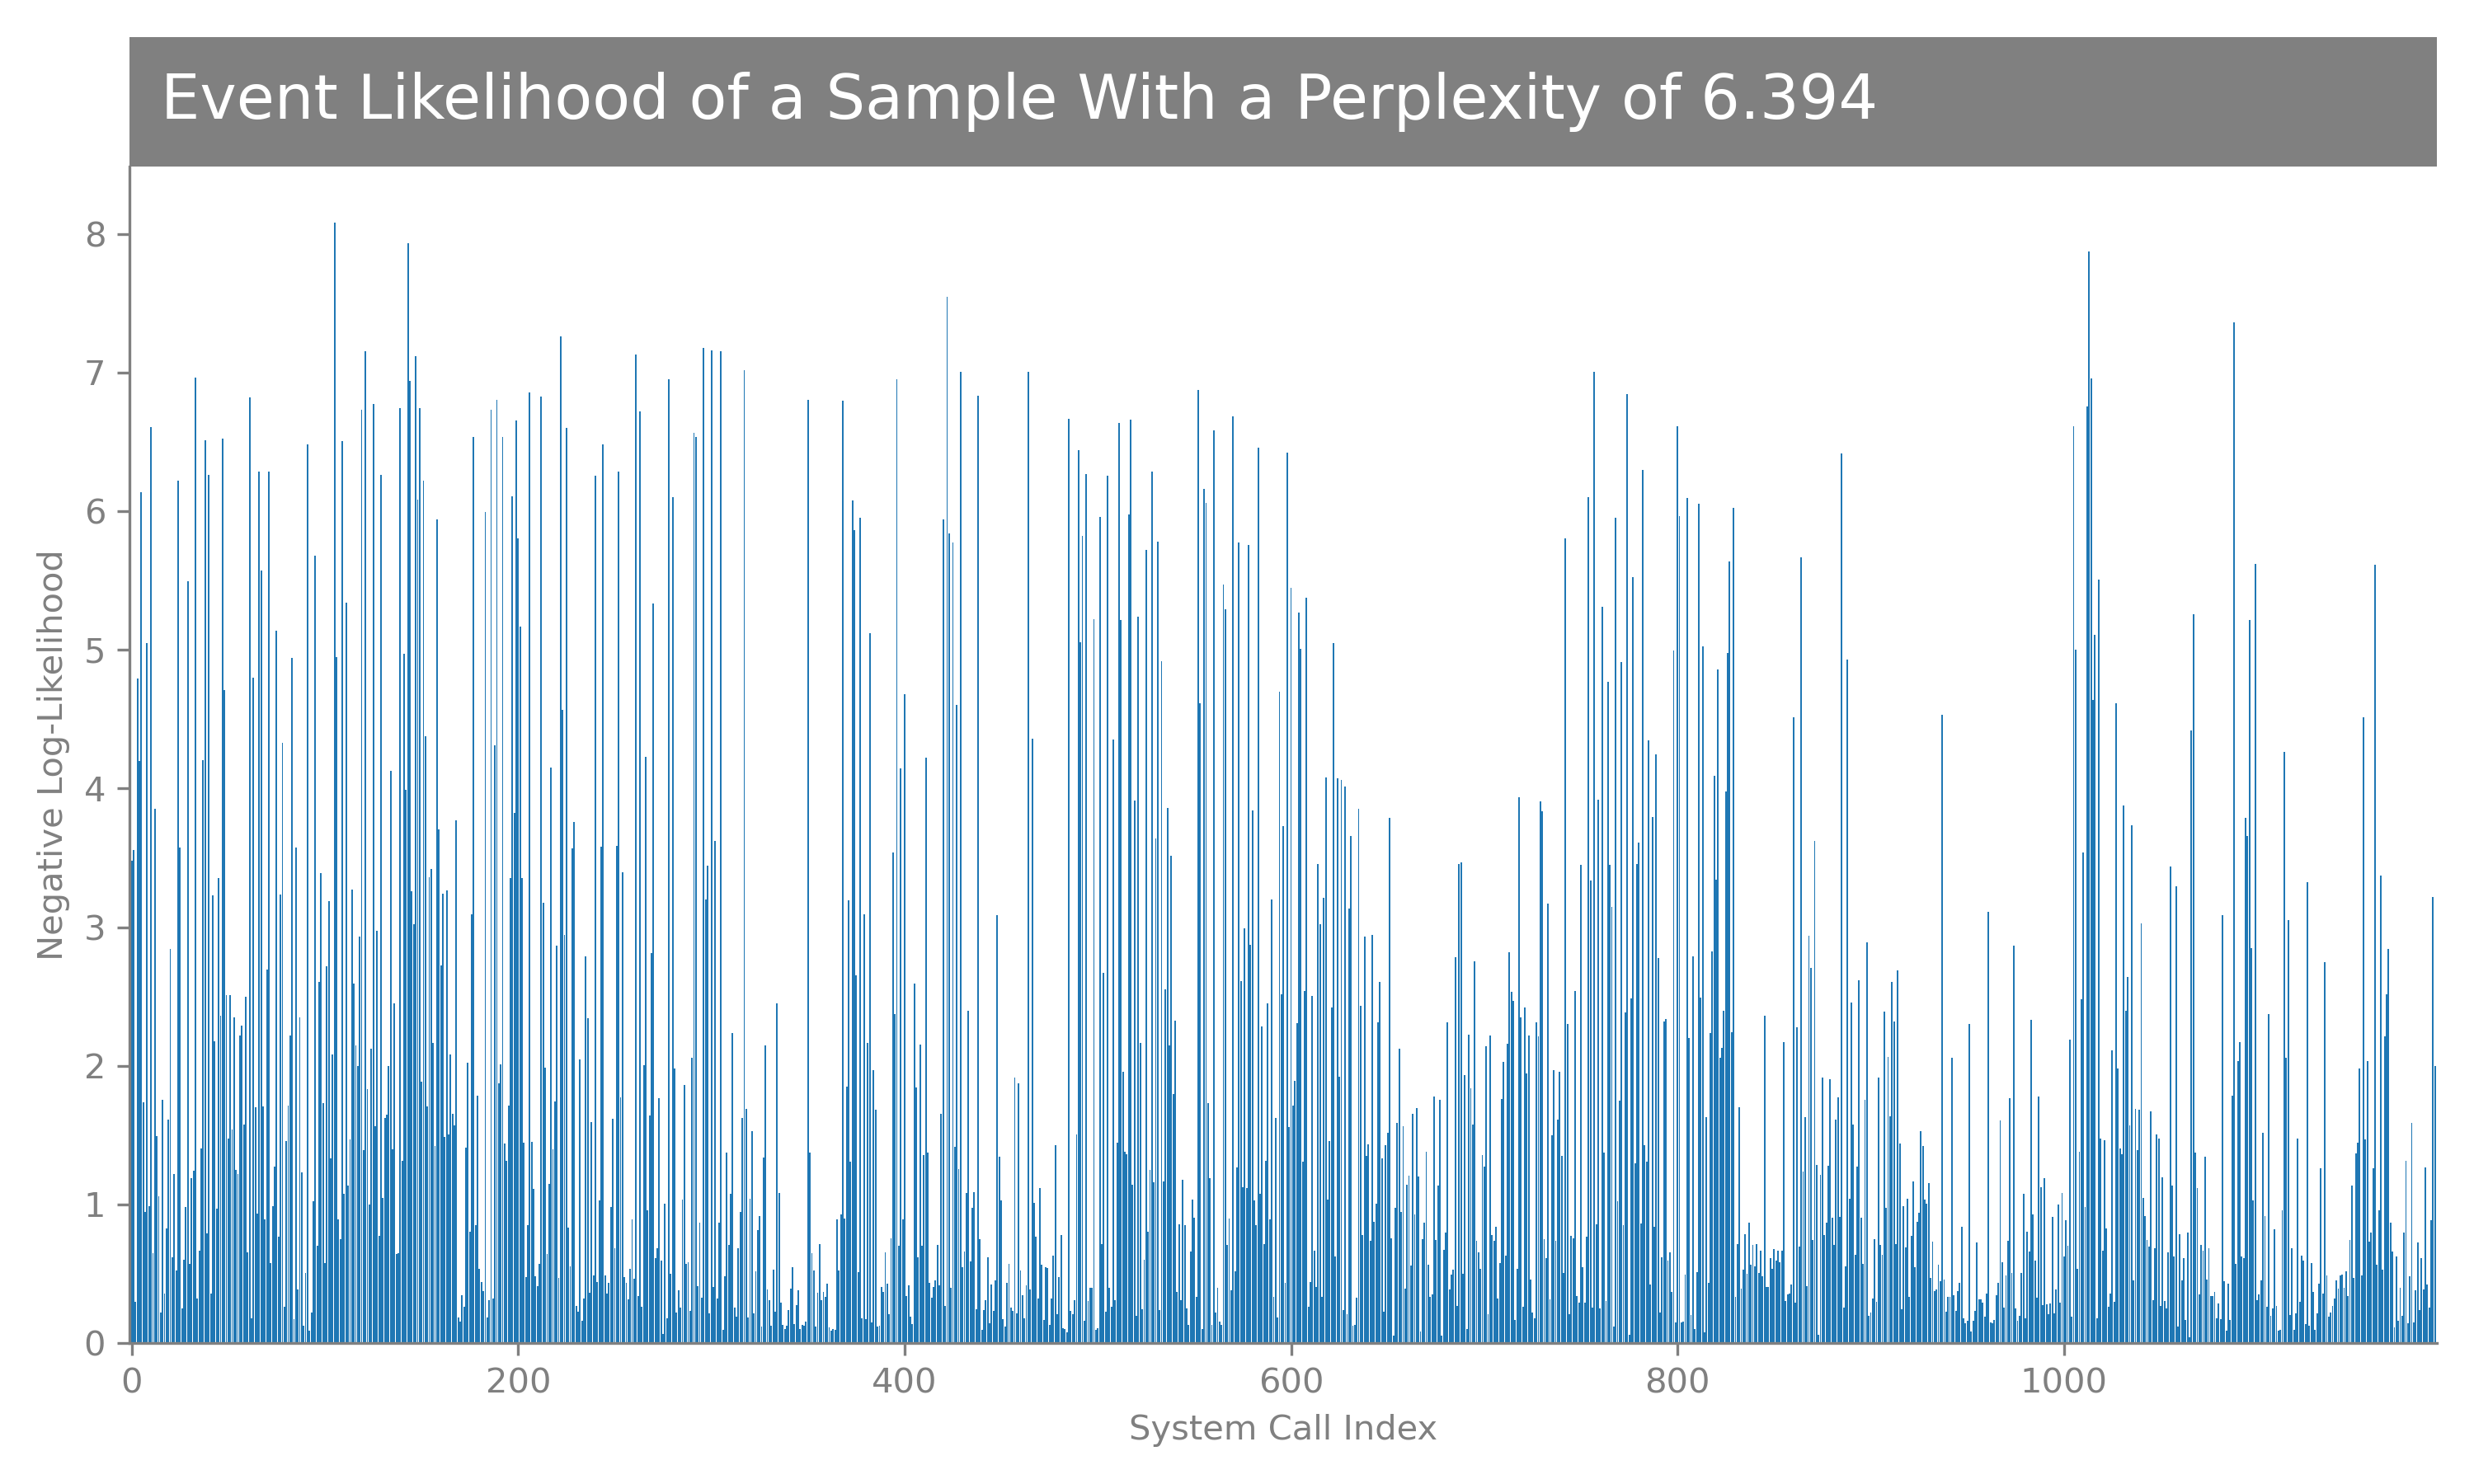 Event Likelihood of a Sample With a Perplexity of 6.394
8
7
6
5
4
3
2
1
0
Negative Log-Likelihood
0 200 400 600 800 1000
System Call Index